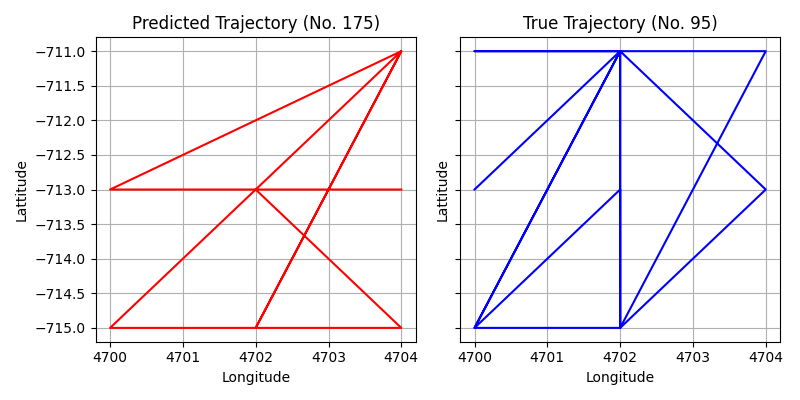 Predicted Trajectory (No. 175)
True Trajectory (No. 95)
−711.0
−711.5
−712.0
−712.5
−713.0
−713.5
−714.0
−714.5
−715.0
Lattitude
Lattitude
4700 4701 4702 4703 4704
4700 4701 4702 4703 4704
Longitude
Longitude